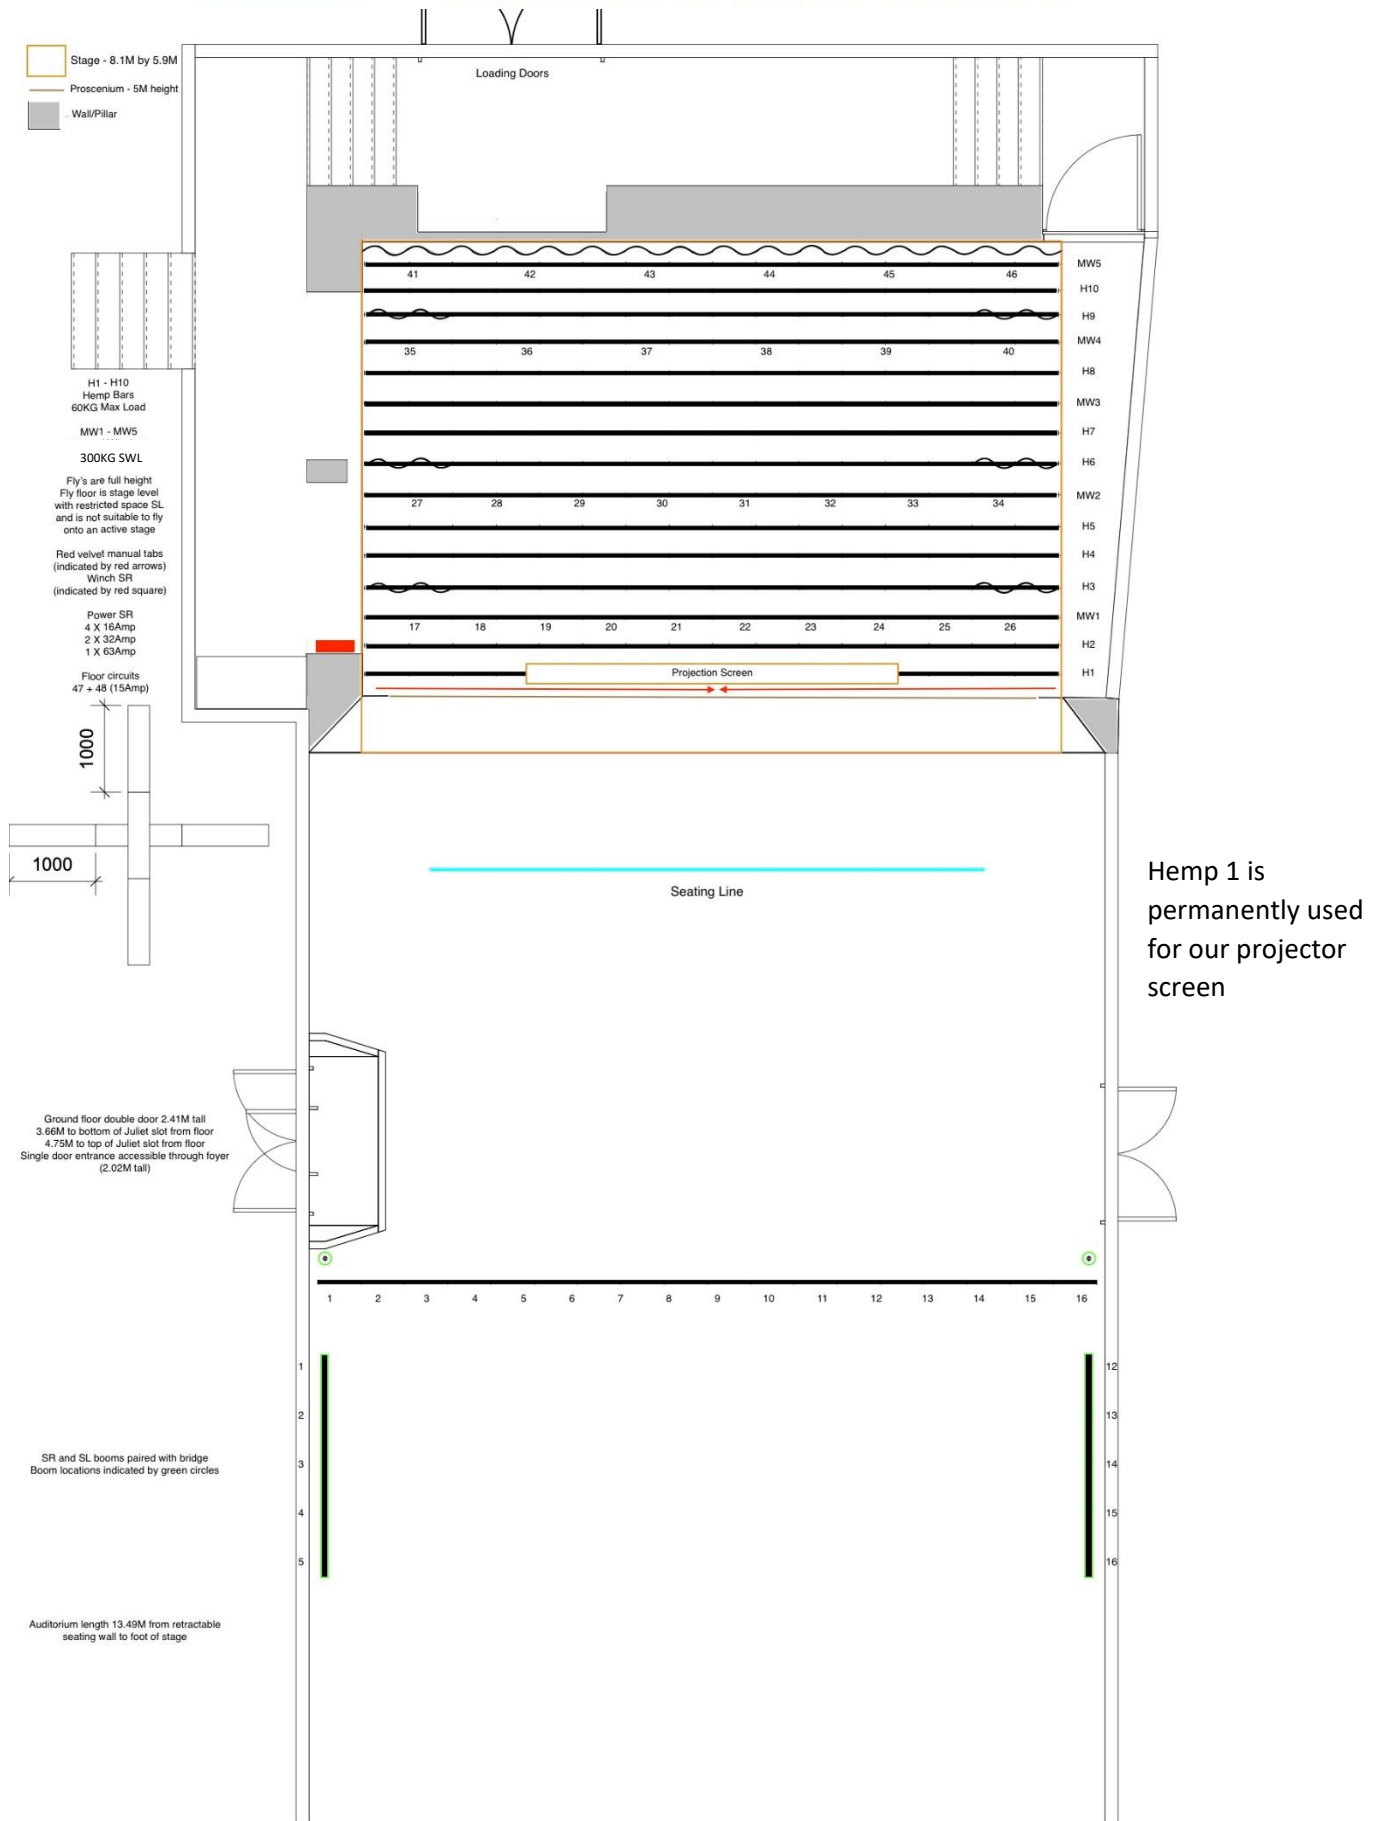 Loading Doors
Stage - 8.1M by 5.9M
Proscenium - 5M height
Wall/Pillar
41 42 43 44 45 46 MW5
H10
H9
MW4
35 36 37 38 39 40
H8
MW3
H7
H6
MW2
27 28 29 30 31 32 33 34
H5
H4
H3
MW1
17 18 19 20 21 22 23 24 25 26
H2
Projection Screen H1
H1 - H10
Hemp Bars
60KG Max Load
MW1 - MW5
300KG SWL
Fly's are full height
Fly floor is stage level
with restricted space SL
and is not suitable to fly
onto an active stage
Red velvet manual tabs
(indicated by red arrows)
Winch SR
(indicated by red square)
Power SR
4 X 16Amp
2 X 32Amp
1 X 63Amp
Floor circuits
47 + 48 (15Amp)
1000
1000
Seating Line
Hemp 1 is
permanently used
for our projector
screen
Ground floor double door 2.41M tall
3.66M to bottom of Juliet slot from floor
4.75M to top of Juliet slot from floor
Single door entrance accessible through foyer
(2.02M tall)
1 2 3 4 5 6 7 8 9 10 11 12 13 14 15 16
1 12
2 13
3 14
4 15
5 16
SR and SL booms paired with bridge
Boom locations indicated by green circles
Auditorium length 13.49M from retractable
seating wall to foot of stage